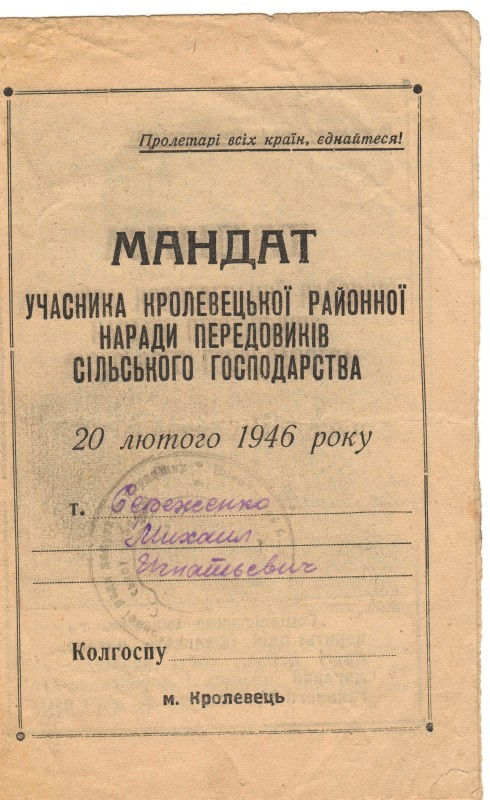 Пролетарі всіх країн, єднайтеся!
МАНДАТ
УЧАСНИКА КРОЛЕВЕЦЬКОЇ РАЙОННОЇ
НАРАДИ ПЕРЕДОВИКІВ
СІЛЬСЬКОГО ГОСПОДАРСТВА
20 лютого 1946 року
т. Сереженко
Михаил
Игнатьевич
Колгоспу
м. Кролевець